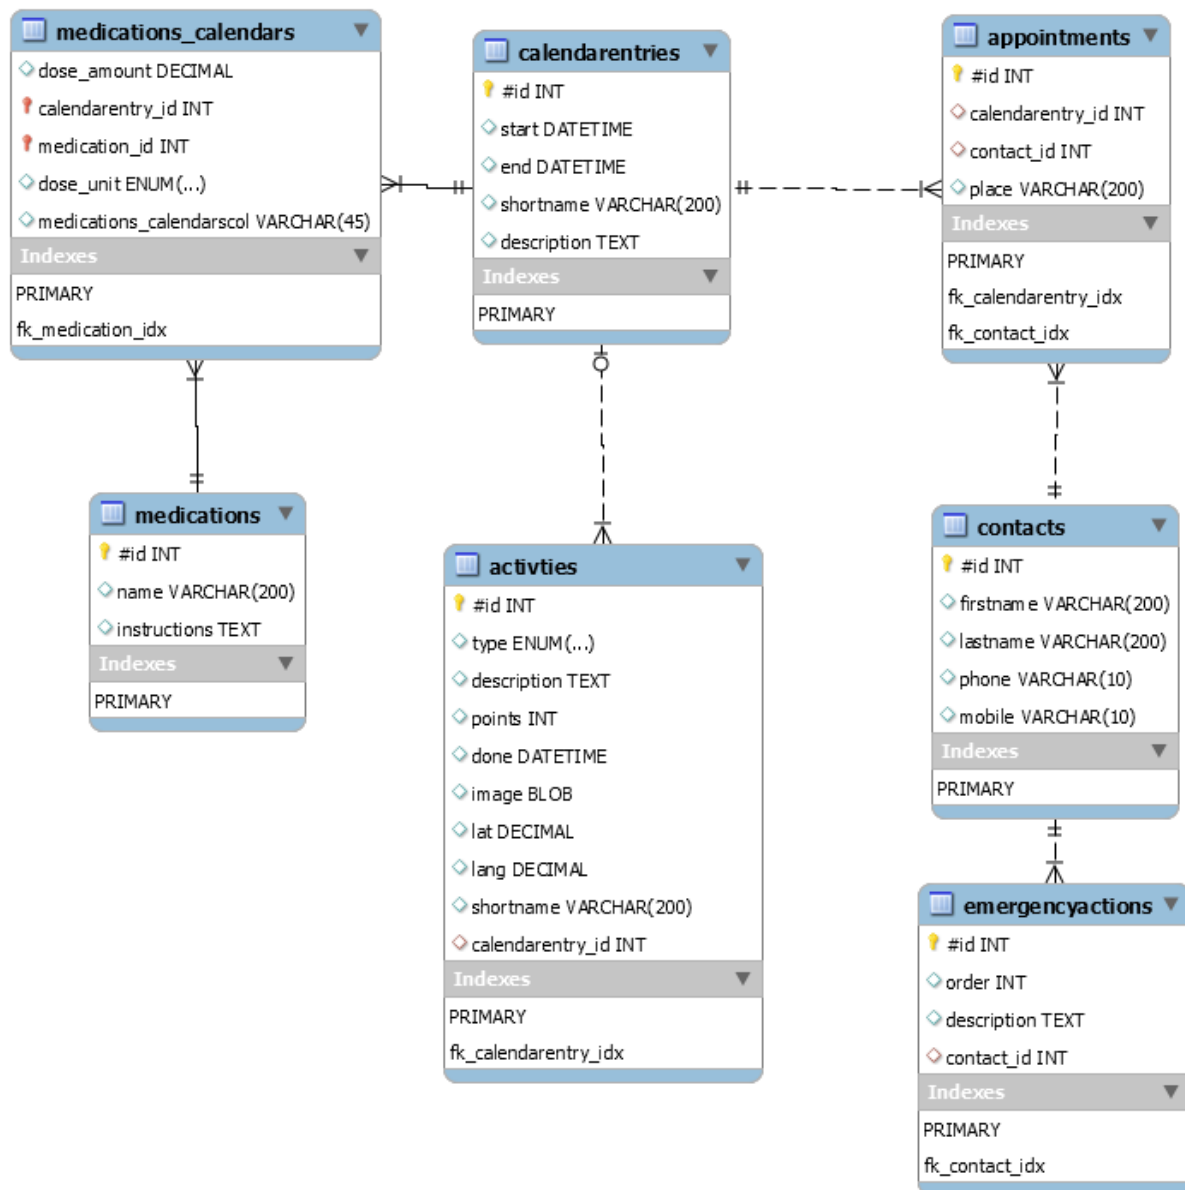 medications_calendars
dose_amount DECIMAL
calendarentry_id INT
medication_id INT
dose_unit ENUM(...)
medications_calendarscol VARCHAR(45)
Indexes
PRIMARY
fk_medication_idx
calendarentries
#id INT
start DATETIME
end DATETIME
shortname VARCHAR(200)
description TEXT
Indexes
PRIMARY
appointments
#id INT
calendarentry_id INT
contact_id INT
place VARCHAR(200)
Indexes
PRIMARY
fk_calendarentry_idx
fk_contact_idx
medications
#id INT
name VARCHAR(200)
instructions TEXT
Indexes
PRIMARY
activties
#id INT
type ENUM(...)
description TEXT
points INT
done DATETIME
image BLOB
lat DECIMAL
lang DECIMAL
shortname VARCHAR(200)
calendarentry_id INT
Indexes
PRIMARY
fk_calendarentry_idx
contacts
#id INT
firstname VARCHAR(200)
lastname VARCHAR(200)
phone VARCHAR(10)
mobile VARCHAR(10)
Indexes
PRIMARY
emergencyactions
#id INT
order INT
description TEXT
contact_id INT
Indexes
PRIMARY
fk_contact_idx